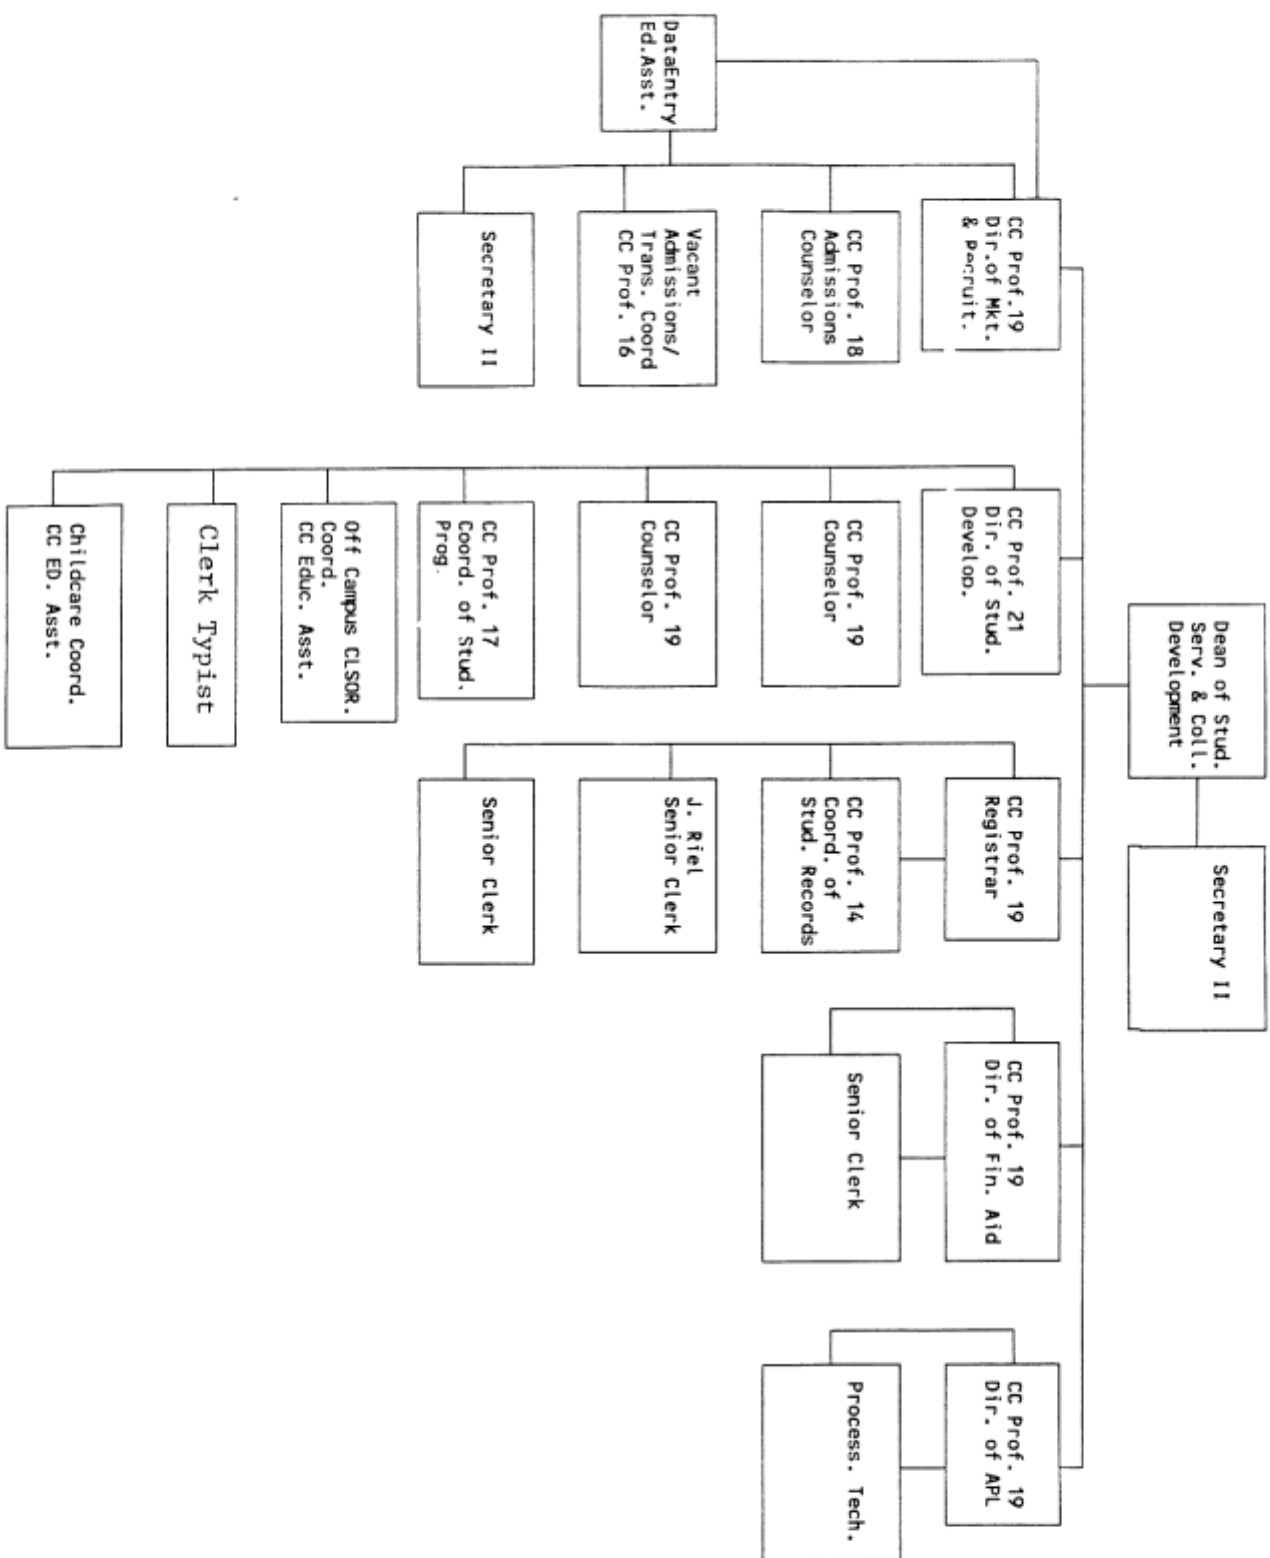 Dean of Stud.
Serv. & Coll.
Development
Secretary II
CC Prof.19
Dir.of Mkt.
& Recruit.
CC Prof. 18
Admissions
Counselor
Vacant
Admissions/
Trans. Coord
CC Prof. 16
Secretary II
DataEntry
Ed.Asst.
CC Prof. 21
Dir. of Stud.
Develop.
CC Prof. 19
Counselor
CC Prof. 19
Counselor
CC Prof. 17
Coord. of Stud.
Prog.
Off Campus CLSOR.
Coord.
CC Educ. Asst.
Clerk Typist
Childcare Coord.
CC ED. Asst.
CC Prof. 19
Registrar
CC Prof. 14
Coord. of
Stud. Records
J. Riel
Senior Clerk
Senior Clerk
CC Prof. 19
Dir. of Fin. Aid
Senior Clerk
CC Prof. 19
Dir. of APL
Process. Tech.